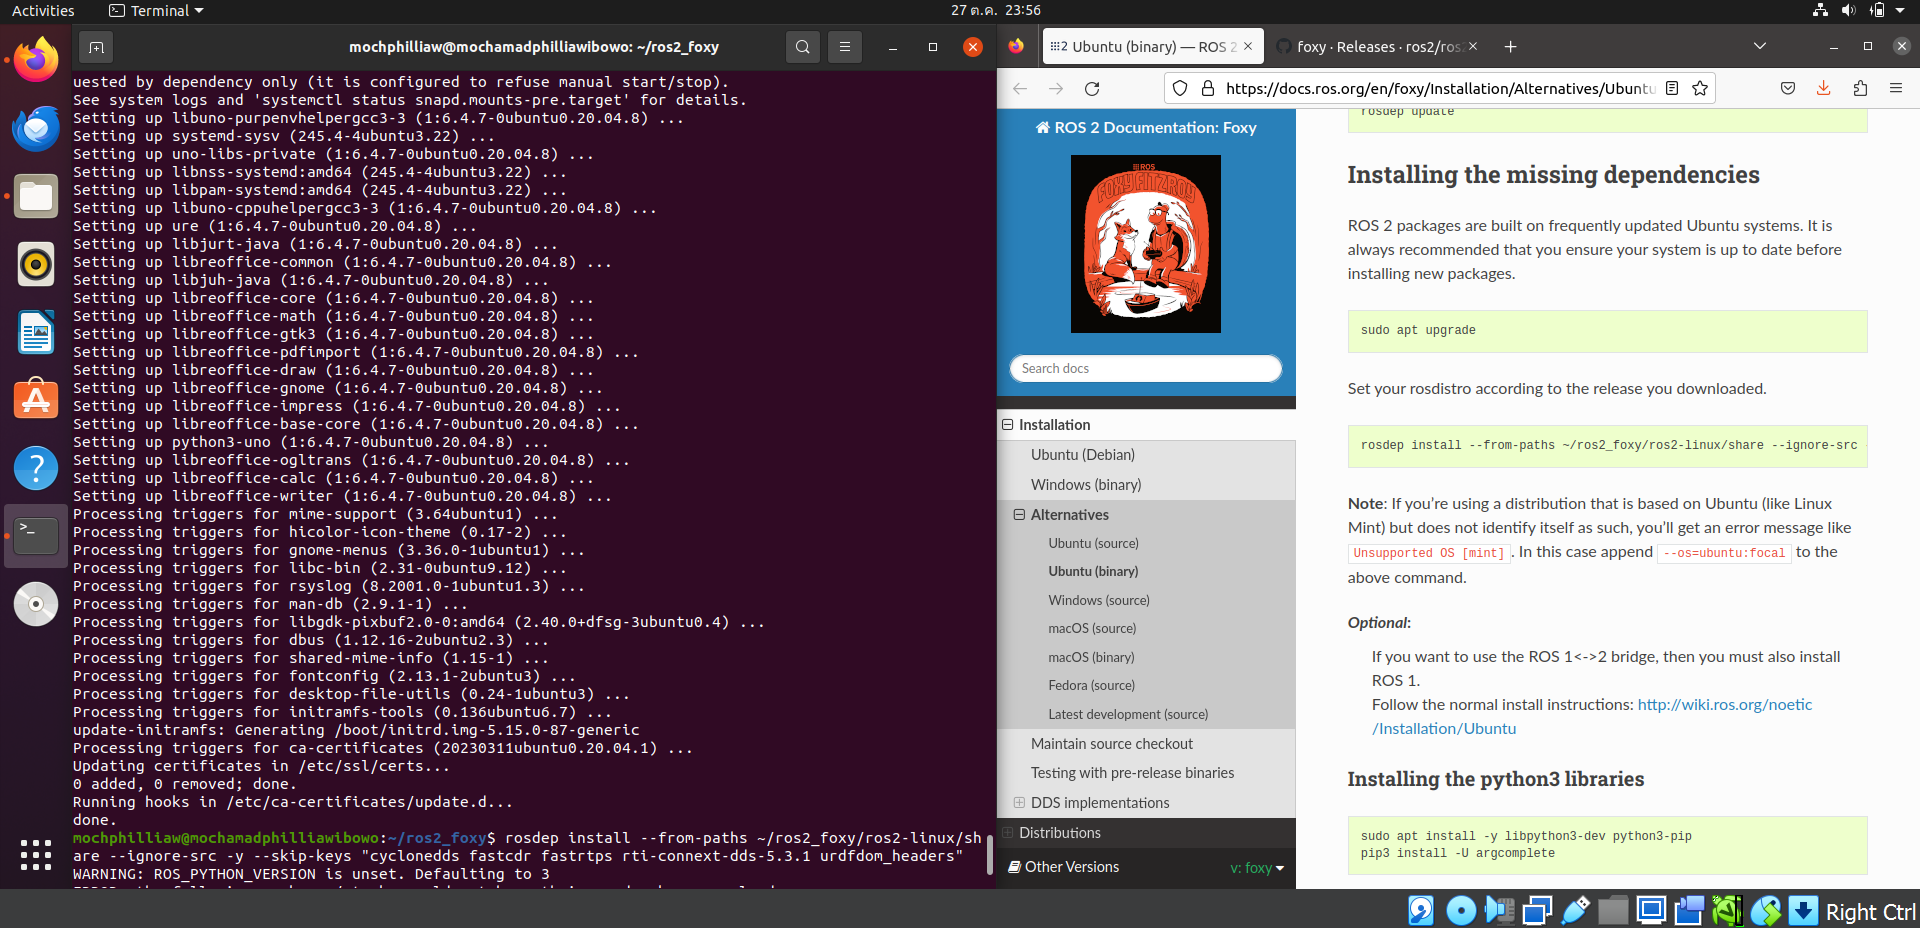 Activities
Terminal
27 ต.ค. 23:56
mochphilliaw@mochamadphilliawibowo: ~/ros2_foxy
uested by dependency only (it is configured to refuse manual start/stop).
See system logs and 'systemctl status snapd.mounts-pre.target' for details.
Setting up libuno-purpenvhelpergcc3-3 (1:6.4.7-0ubuntu0.20.04.8) ...
Setting up systemd-sysv (245.4-4ubuntu3.22) ...
Setting up uno-libs-private (1:6.4.7-0ubuntu0.20.04.8) ...
Setting up libnss-systemd:amd64 (245.4-4ubuntu3.22) ...
Setting up libpam-systemd:amd64 (245.4-4ubuntu3.22) ...
Setting up libuno-cppuhelpergcc3-3 (1:6.4.7-0ubuntu0.20.04.8) ...
Setting up ure (1:6.4.7-0ubuntu0.20.04.8) ...
Setting up libjurt-java (1:6.4.7-0ubuntu0.20.04.8) ...
Setting up libreoffice-common (1:6.4.7-0ubuntu0.20.04.8) ...
Setting up libjuh-java (1:6.4.7-0ubuntu0.20.04.8) ...
Setting up libreoffice-core (1:6.4.7-0ubuntu0.20.04.8) ...
Setting up libreoffice-math (1:6.4.7-0ubuntu0.20.04.8) ...
Setting up libreoffice-gtk3 (1:6.4.7-0ubuntu0.20.04.8) ...
Setting up libreoffice-pdfimport (1:6.4.7-0ubuntu0.20.04.8) ...
Setting up libreoffice-draw (1:6.4.7-0ubuntu0.20.04.8) ...
Setting up libreoffice-gnome (1:6.4.7-0ubuntu0.20.04.8) ...
Setting up libreoffice-impress (1:6.4.7-0ubuntu0.20.04.8) ...
Setting up libreoffice-base-core (1:6.4.7-0ubuntu0.20.04.8) ...
Setting up python3-uno (1:6.4.7-0ubuntu0.20.04.8) ...
Setting up libreoffice-ogltrans (1:6.4.7-0ubuntu0.20.04.8) ...
Setting up libreoffice-calc (1:6.4.7-0ubuntu0.20.04.8) ...
Setting up libreoffice-writer (1:6.4.7-0ubuntu0.20.04.8) ...
Processing triggers for mime-support (3.64ubuntu1) ...
Processing triggers for hicolor-icon-theme (0.17-2) ...
Processing triggers for gnome-menus (3.36.0-1ubuntu1) ...
Processing triggers for libc-bin (2.31-0ubuntu9.12) ...
Processing triggers for rsyslog (8.2001.0-1ubuntu1.3) ...
Processing triggers for man-db (2.9.1-1) ...
Processing triggers for libgdk-pixbuf2.0-0:amd64 (2.40.0+dfsg-3ubuntu0.4) ...
Processing triggers for dbus (1.12.16-2ubuntu2.3) ...
Processing triggers for shared-mime-info (1.15-1) ...
Processing triggers for fontconfig (2.13.1-2ubuntu3) ...
Processing triggers for desktop-file-utils (0.24-1ubuntu3) ...
Processing triggers for initramfs-tools (0.136ubuntu6.7) ...
update-initramfs: Generating /boot/initrd.img-5.15.0-87-generic
Processing triggers for ca-certificates (20230311ubuntu0.20.04.1) ...
Updating certificates in /etc/ssl/certs...
0 added, 0 removed; done.
Running hooks in /etc/ca-certificates/update.d...
done.
mochphilliaw@mochamadphilliawibowo:~/ros2_foxy$ rosdep install --from-paths ~/ros2_foxy/ros2-linux/sh
are --ignore-src -y --skip-keys "cyclonedds fastcdr fastrtps rti-connext-dds-5.3.1 urdfdom_headers"
WARNING: ROS_PYTHON_VERSION is unset. Defaulting to 3
Ubuntu (binary) — ROS 2
foxy · Releases · ros2/ros2
https://docs.ros.org/en/foxy/Installation/Alternatives/Ubuntu
ROS 2 Documentation: Foxy
ROS
FOXY FITZROY
Search docs
Installation
Ubuntu (Debian)
Windows (binary)
Alternatives
Ubuntu (source)
Ubuntu (binary)
Windows (source)
macOS (source)
macOS (binary)
Fedora (source)
Latest development (source)
Maintain source checkout
Testing with pre-release binaries
DDS implementations
Distributions
Other Versions
v: foxy
rosdep update
Installing the missing dependencies
ROS 2 packages are built on frequently updated Ubuntu systems. It is
always recommended that you ensure your system is up to date before
installing new packages.
sudo apt upgrade
Set your rosdistro according to the release you downloaded.
rosdep install --from-paths ~/ros2_foxy/ros2-linux/share --ignore-src
Note: If you’re using a distribution that is based on Ubuntu (like Linux
Mint) but does not identify itself as such, you’ll get an error message like
Unsupported OS [mint] . In this case append --os=ubuntu:focal to the
above command.
Optional:
If you want to use the ROS 1<->2 bridge, then you must also install
ROS 1.
Follow the normal install instructions: http://wiki.ros.org/noetic
/Installation/Ubuntu
Installing the python3 libraries
sudo apt install -y libpython3-dev python3-pip
pip3 install -U argcomplete
Right Ctrl